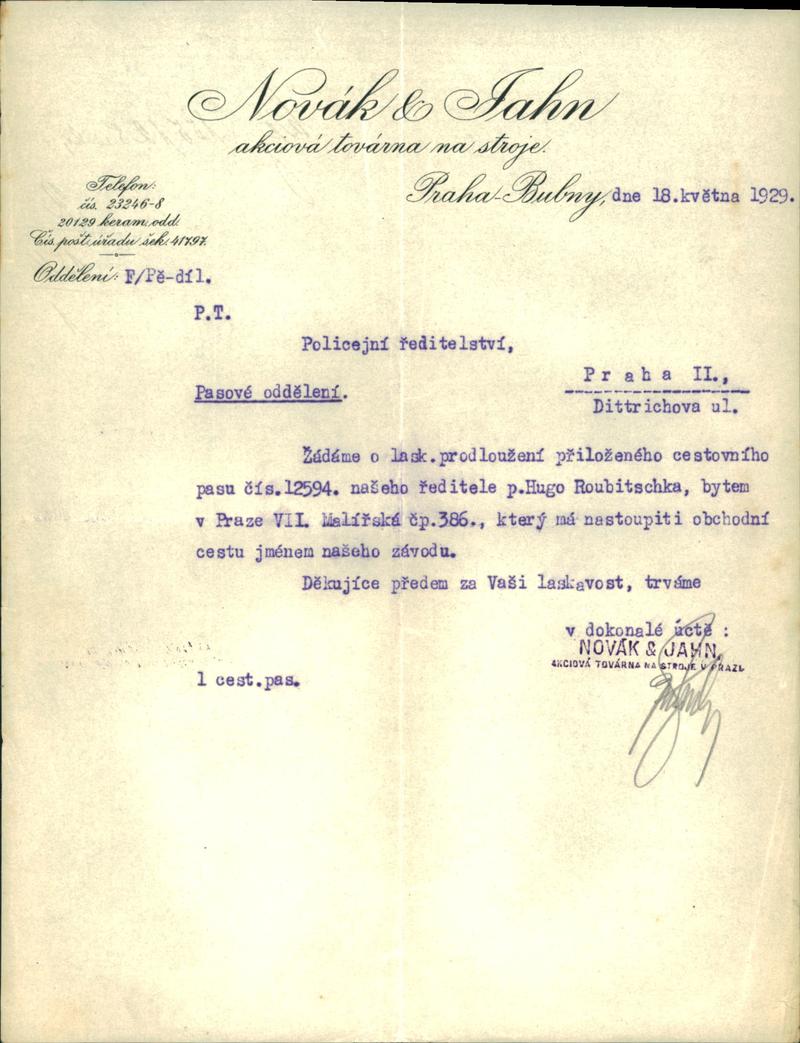 Novák & Jahn
akciová továrna na stroje.
Telefon:
čís. 23246-8
20129 keram. odd.
Čís. pošt. úřadu šek. 41797.
Praha-Bubny, dne 18.května 1929.
Oddělení: F/Pě-díl.
P.T.
Policejní ředitelství,
Praha II.,
Pasové oddělení.
Dittrichova ul.
Žádáme o lask.prodloužení přiloženého cestovního
pasu čís.12594. našeho ředitele p.Hugo Roubitschka, bytem
v Praze VII. Malířská čp.386., který má nastoupiti obchodní
cestu jménem našeho závodu.
Děkujíce předem za Vaši laskavost, trváme
v dokonalé úctě :
NOVÁK & JAHN,
AKCIOVÁ TOVÁRNA NA STROJE V PRAZE
1 cest.pas.